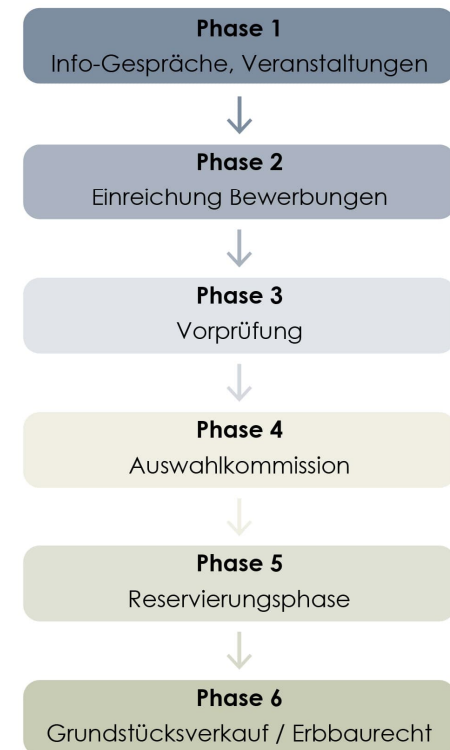 Phase 1
Info-Gespräche, Veranstaltungen
Phase 2
Einreichung Bewerbungen
Phase 3
Vorprüfung
Phase 4
Auswahlkommission
Phase 5
Reservierungsphase
Phase 6
Grundstücksverkauf / Erbbaurecht